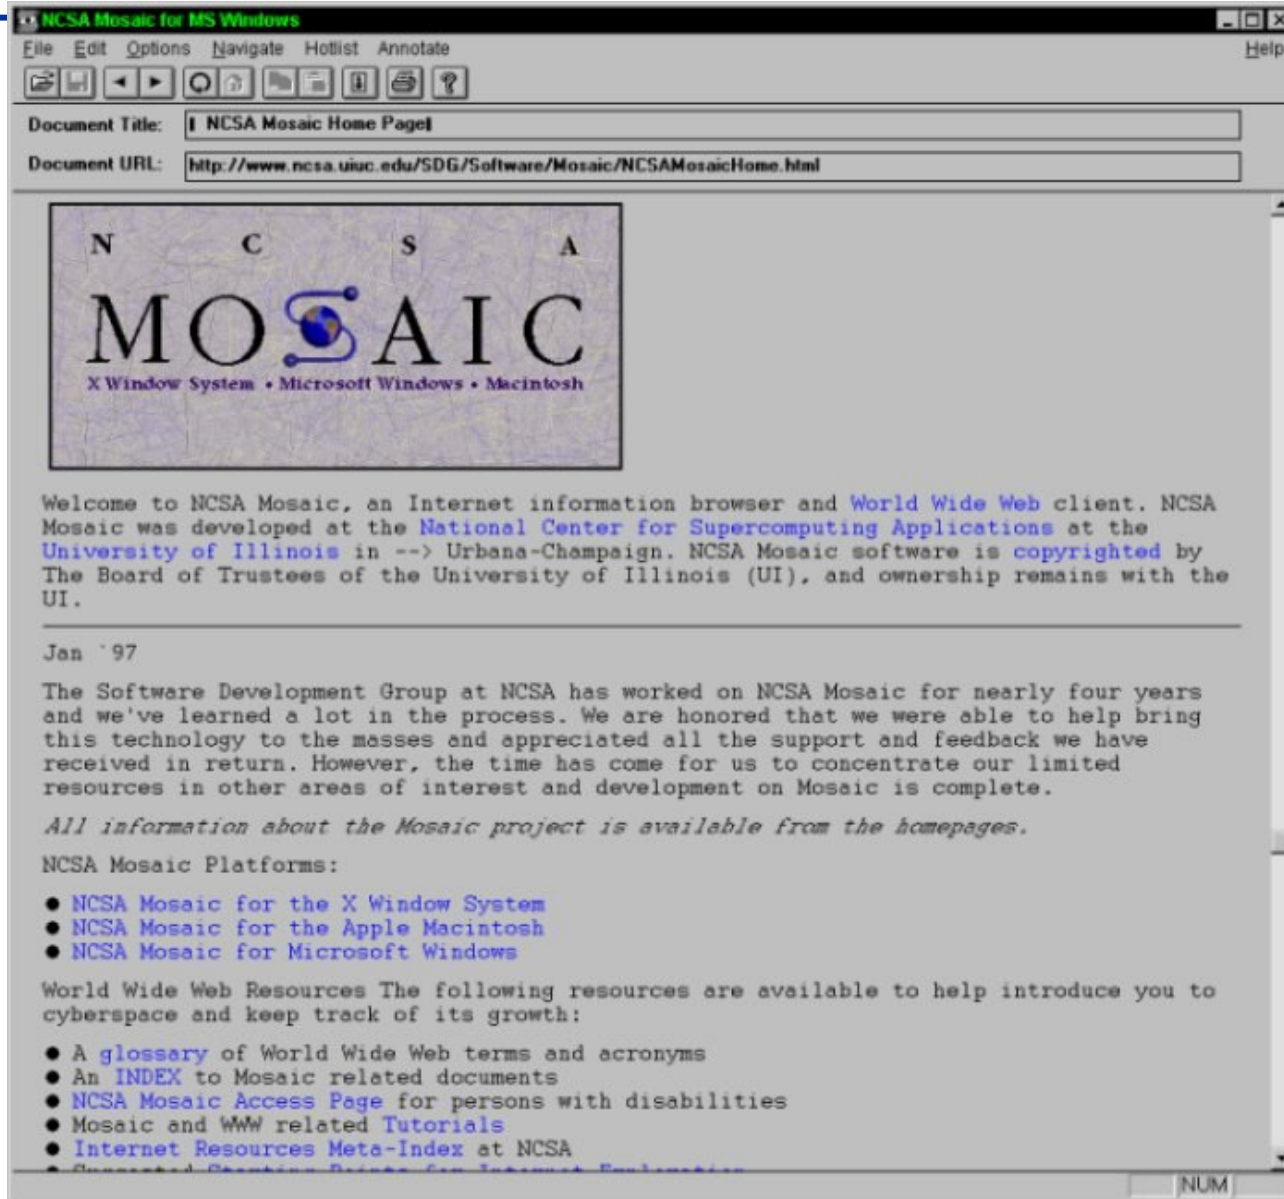 NCSA Mosaic for MS Windows
File Edit Options Navigate Hotlist Annotate Help
Document Title: NCSA Mosaic Home Page
Document URL: http://www.ncsa.uiuc.edu/SDG/Software/Mosaic/NCSAMosaicHome.html
N C S A
MOSAIC
X Window System • Microsoft Windows • Macintosh
Welcome to NCSA Mosaic, an Internet information browser and World Wide Web client. NCSA
Mosaic was developed at the National Center for Supercomputing Applications at the
University of Illinois in --> Urbana-Champaign. NCSA Mosaic software is copyrighted by
The Board of Trustees of the University of Illinois (UI), and ownership remains with the
UI.
Jan `97
The Software Development Group at NCSA has worked on NCSA Mosaic for nearly four years
and we've learned a lot in the process. We are honored that we were able to help bring
this technology to the masses and appreciated all the support and feedback we have
received in return. However, the time has come for us to concentrate our limited
resources in other areas of interest and development on Mosaic is complete.
All information about the Mosaic project is available from the homepages.
NCSA Mosaic Platforms:
● NCSA Mosaic for the X Window System
● NCSA Mosaic for the Apple Macintosh
● NCSA Mosaic for Microsoft Windows
World Wide Web Resources The following resources are available to help introduce you to
cyberspace and keep track of its growth:
● A glossary of World Wide Web terms and acronyms
● An INDEX to Mosaic related documents
● NCSA Mosaic Access Page for persons with disabilities
● Mosaic and WWW related Tutorials
● Internet Resources Meta-Index at NCSA
NUM